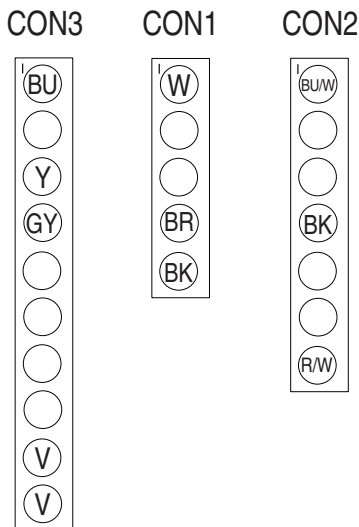 CON3 CON1 CON2
I BU
Y
GY
V
V
I W
BR
BK
I BU/W
BK
R/W